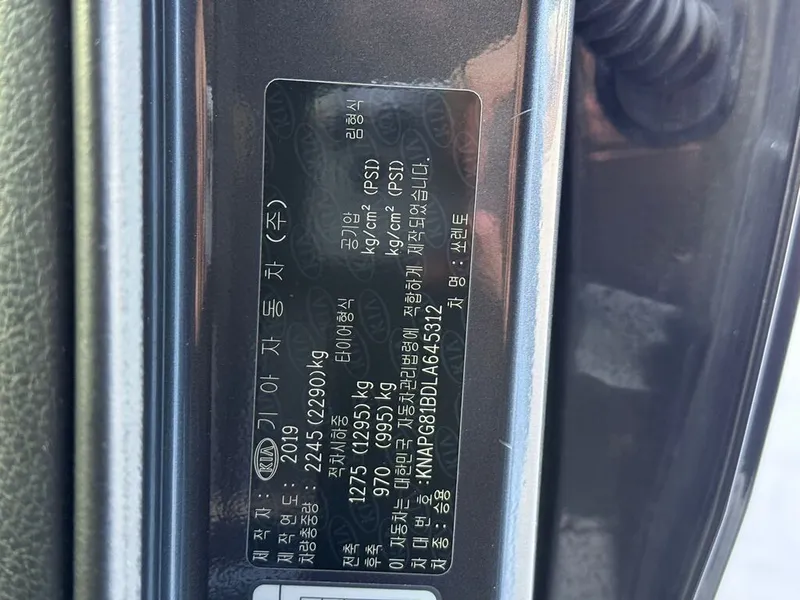 제 작 자 : KIA 기 아 자 동 차 (주)
제 작 연 도 : 2019
차량총중량 : 2245 (2290)kg
적차시하중 타이어형식 공기압 림형식
전축 1275 (1295)kg kg/cm² (PSI)
후축 970 (995)kg kg/cm² (PSI)
이 자동차는 대한민국 자동차관리법령에 적합하게 제작되었습니다.
차 대 번 호 :KNAPG81BDLA645312
차 종 : 승용 차 명 : 쏘렌토